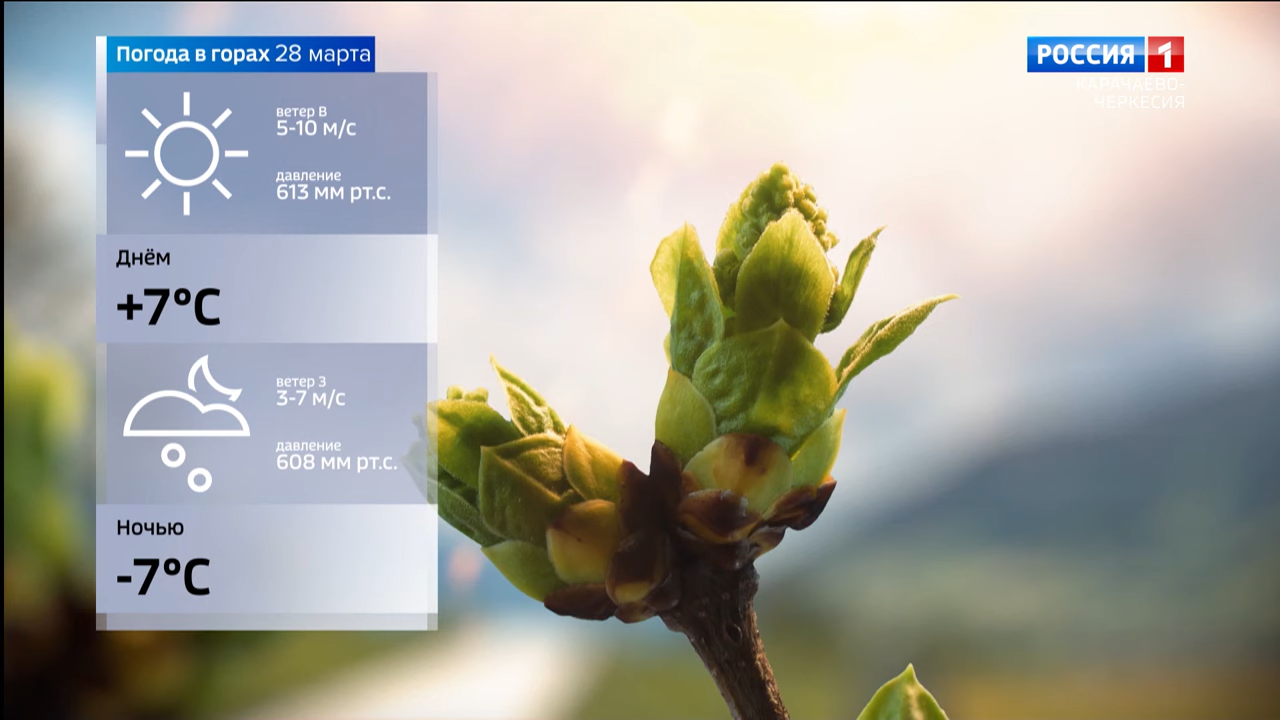 Погода в горах 28 марта
РОССИЯ 1
КАРАЧАЕВО-
ЧЕРКЕСИЯ
ветер В
5-10 м/с
давление
613 мм рт.с.
Днём
+7°C
ветер З
3-7 м/с
давление
608 мм рт.с.
Ночью
-7°C